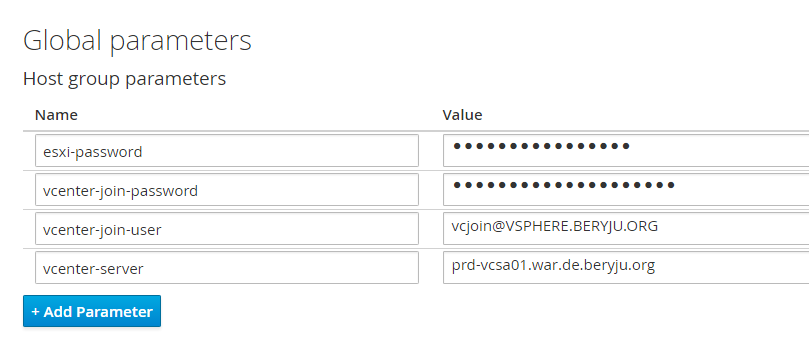 Global parameters
Host group parameters
Name Value
esxi-password ••••••••••••••••
vcenter-join-password ••••••••••••••••••••
vcenter-join-user vcjoin@VSPHERE.BERYJU.ORG
vcenter-server prd-vcsa01.war.de.beryju.org
+ Add Parameter